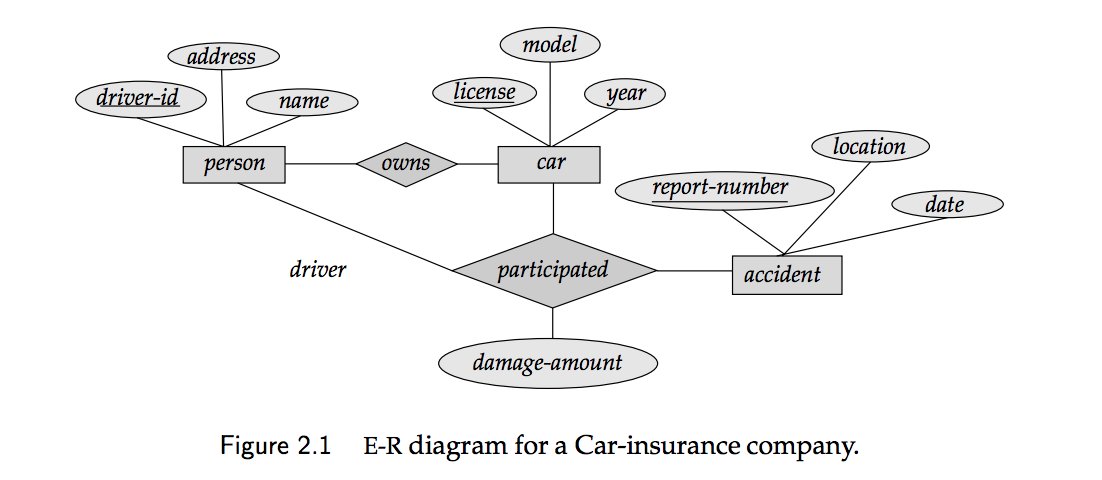 model
address
driver-id
name
license
year
location
person
owns
car
report-number
date
driver
participated
accident
damage-amount
Figure 2.1 E-R diagram for a Car-insurance company.